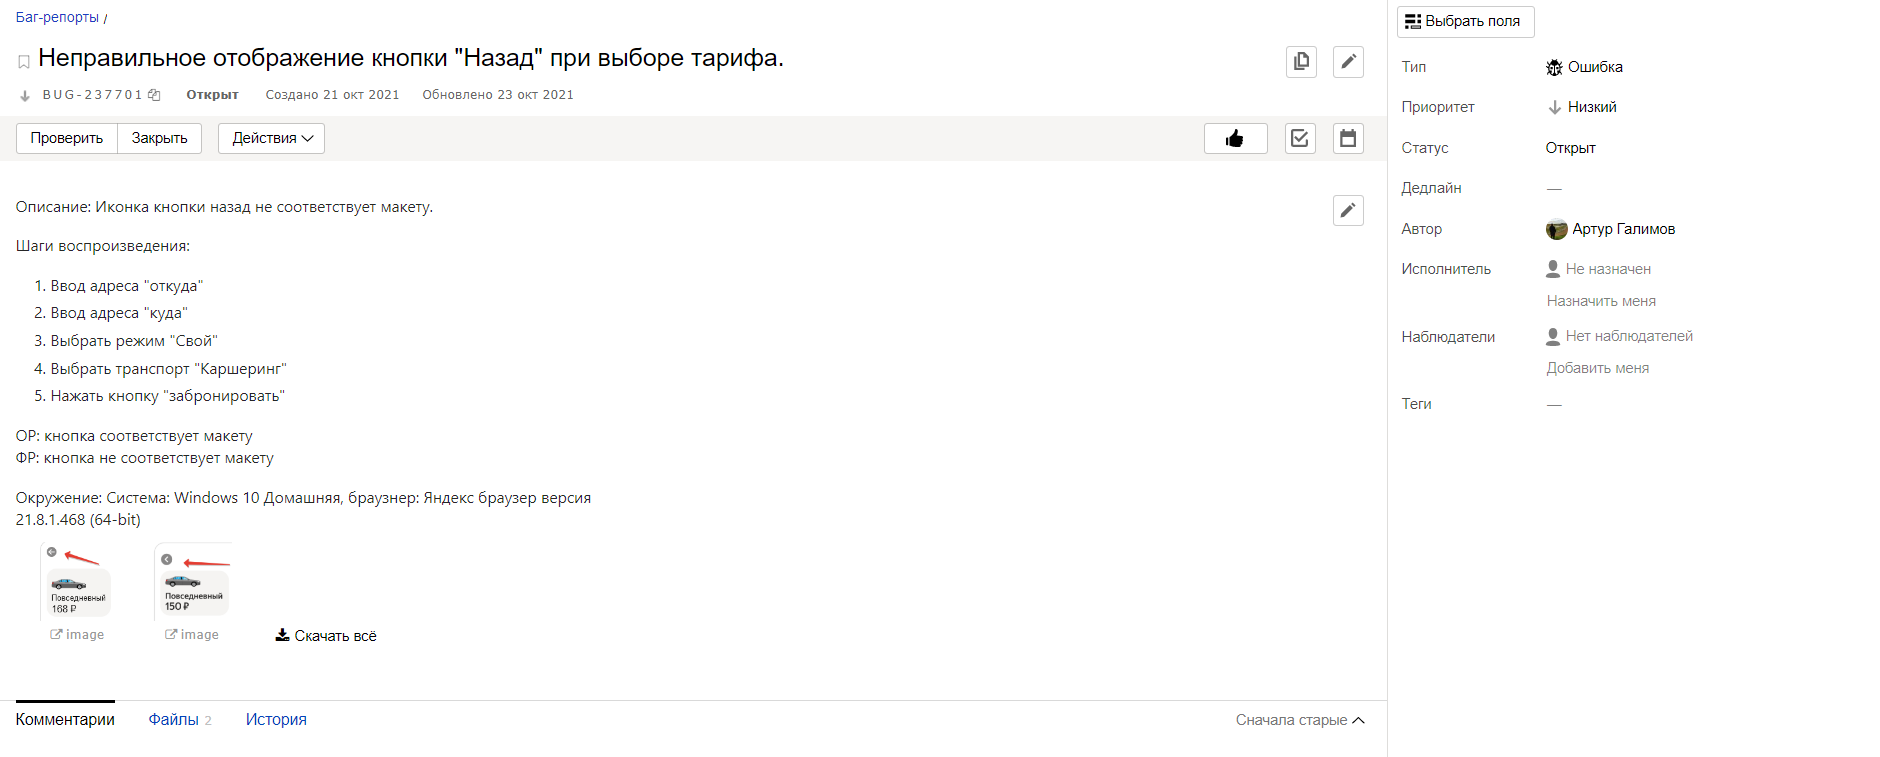 Баг-репорты /
Неправильное отображение кнопки "Назад" при выборе тарифа.
BUG-237701 Открыт Создано 21 окт 2021 Обновлено 23 окт 2021
Проверить Закрыть Действия
Описание: Иконка кнопки назад не соответствует макету.
Шаги воспроизведения:
1. Ввод адреса "откуда"
2. Ввод адреса "куда"
3. Выбрать режим "Свой"
4. Выбрать транспорт "Каршеринг"
5. Нажать кнопку "забронировать"
ОР: кнопка соответствует макету
ФР: кнопка не соответствует макету
Окружение: Система: Windows 10 Домашняя, браузнер: Яндекс браузер версия
21.8.1.468 (64-bit)
Повседневный
168 ₽
Повседневный
150 ₽
image
image
Скачать всё
Комментарии Файлы 2 История Сначала старые
Выбрать поля
Тип Ошибка
Приоритет Низкий
Статус Открыт
Дедлайн —
Автор Артур Галимов
Исполнитель Не назначен
Назначить меня
Наблюдатели Нет наблюдателей
Добавить меня
Теги —